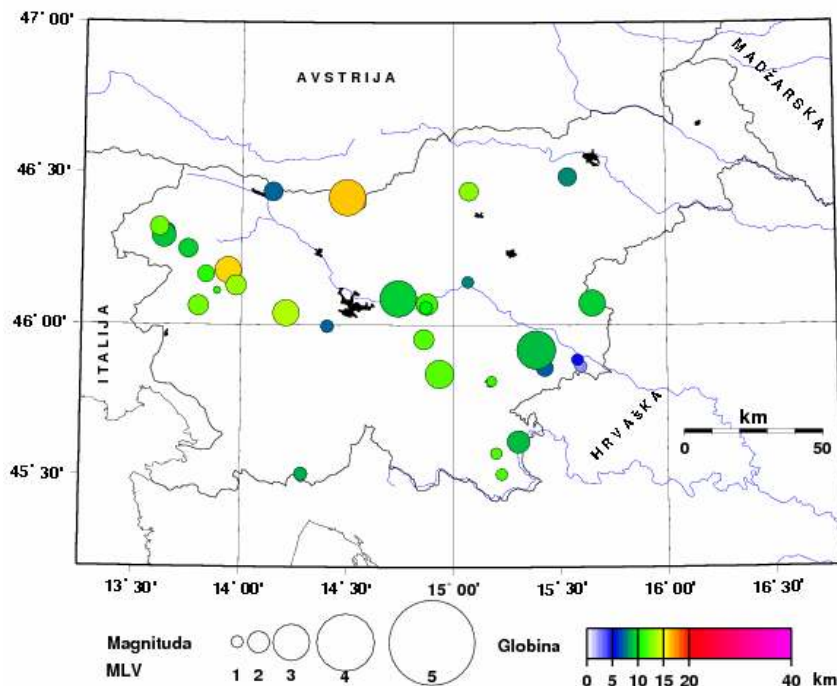 47° 00'
AVSTRIJA
MADŽARSKA
46° 30'
46° 00'
ITALIJA
HRVAšKA
km
0 50
45° 30'
13° 30' 14° 00' 14° 30' 15° 00' 15° 30' 16° 00' 16° 30'
Magnituda
MLV
1 2 3 4 5
Globina
0 5 10 15 20 40 km